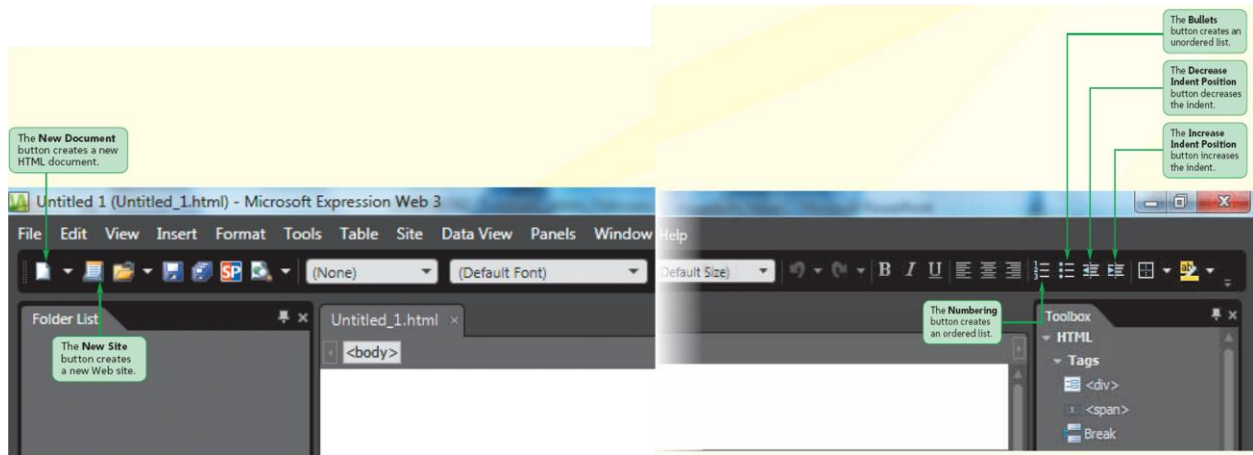 The Bullets
button creates an
unordered list.
The Decrease
Indent Position
button decreases
the indent.
The New Document
button creates a new
HTML document.
The Increase
Indent Position
button increases
the indent.
Untitled 1 (Untitled_1.html) - Microsoft Expression Web 3
File Edit View Insert Format Tools Table Site Data View Panels Window Help
SP (None) (Default Font) Default Size) B I U ab
The Numbering
button creates
an ordered list.
Folder List
Untitled_1.html
Toolbox
The New Site
button creates
a new Web site.
<body>
HTML
Tags
<div>
<span>
Break